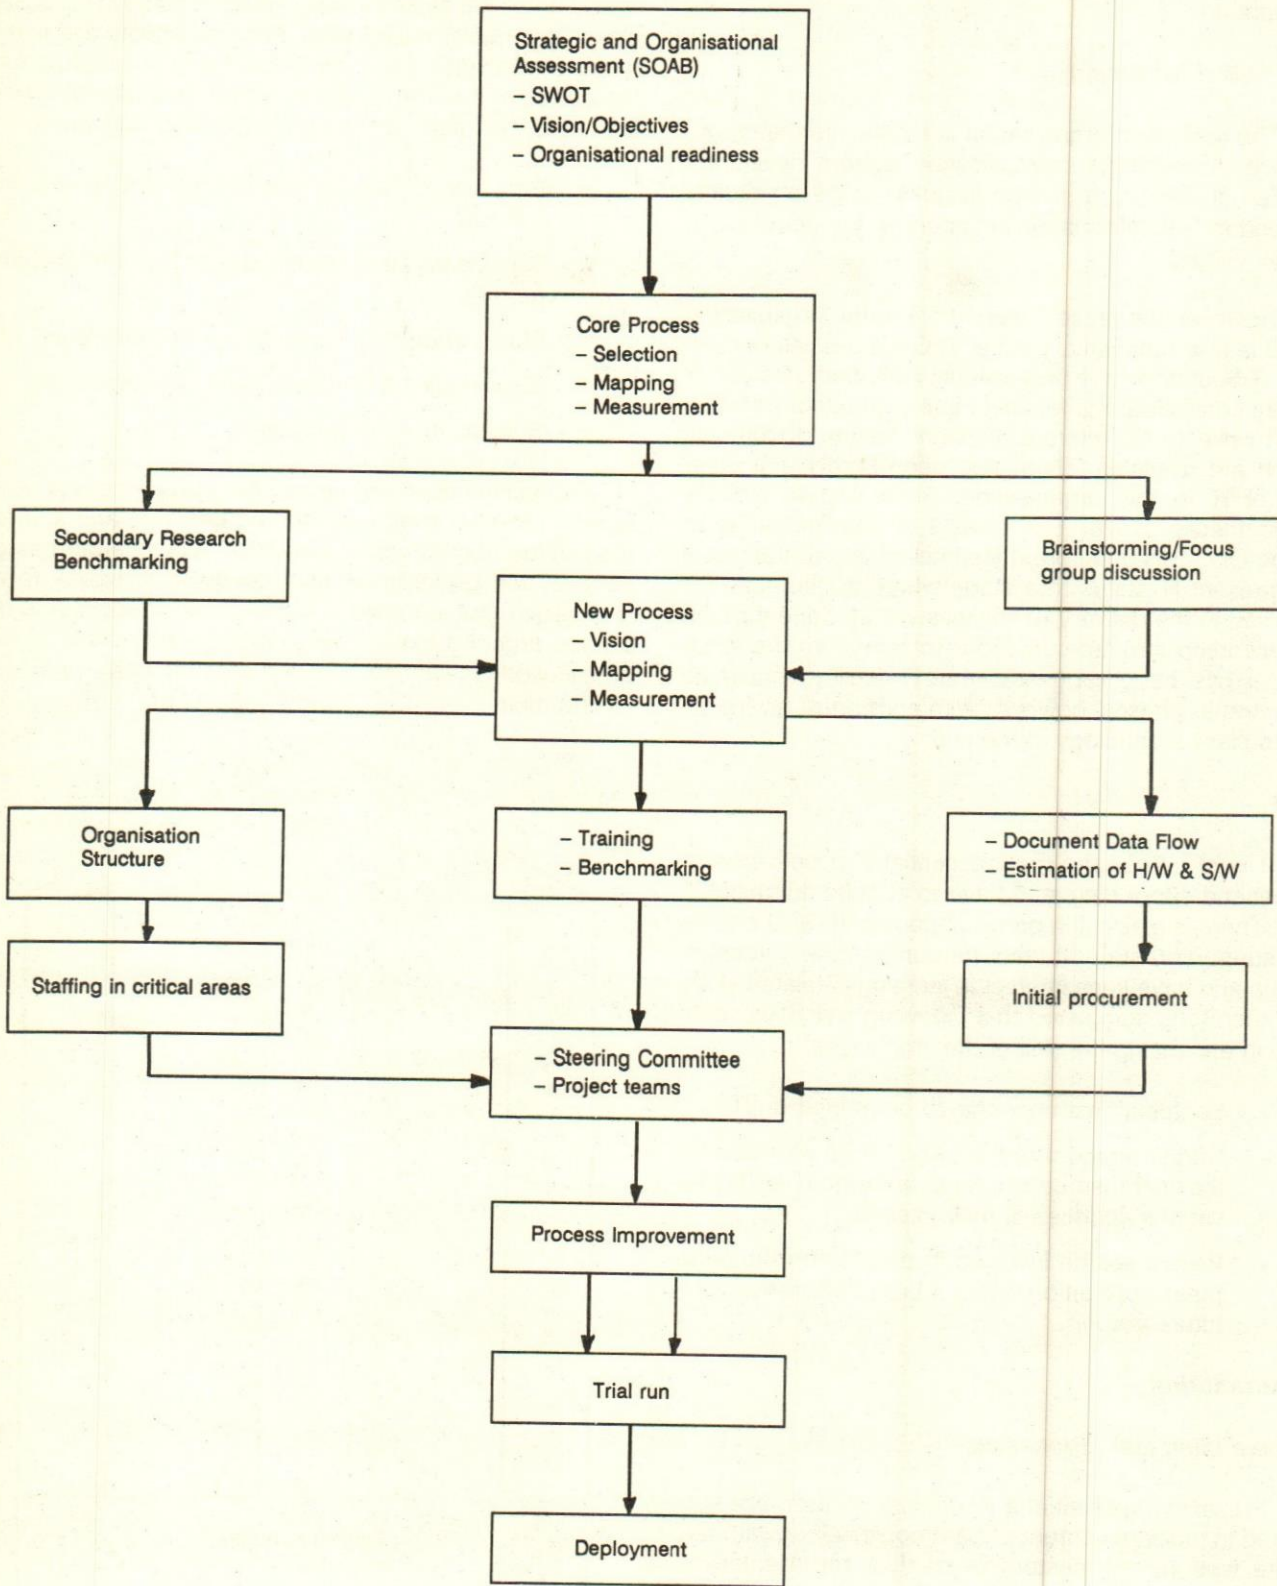 Strategic and Organisational
Assessment (SOAB)
– SWOT
– Vision/Objectives
– Organisational readiness
Core Process
– Selection
– Mapping
– Measurement
Secondary Research
Benchmarking
Brainstorming/Focus
group discussion
New Process
– Vision
– Mapping
– Measurement
Organisation
Structure
– Training
– Benchmarking
– Document Data Flow
– Estimation of H/W & S/W
Staffing in critical areas
Initial procurement
– Steering Committee
– Project teams
Process Improvement
Trial run
Deployment